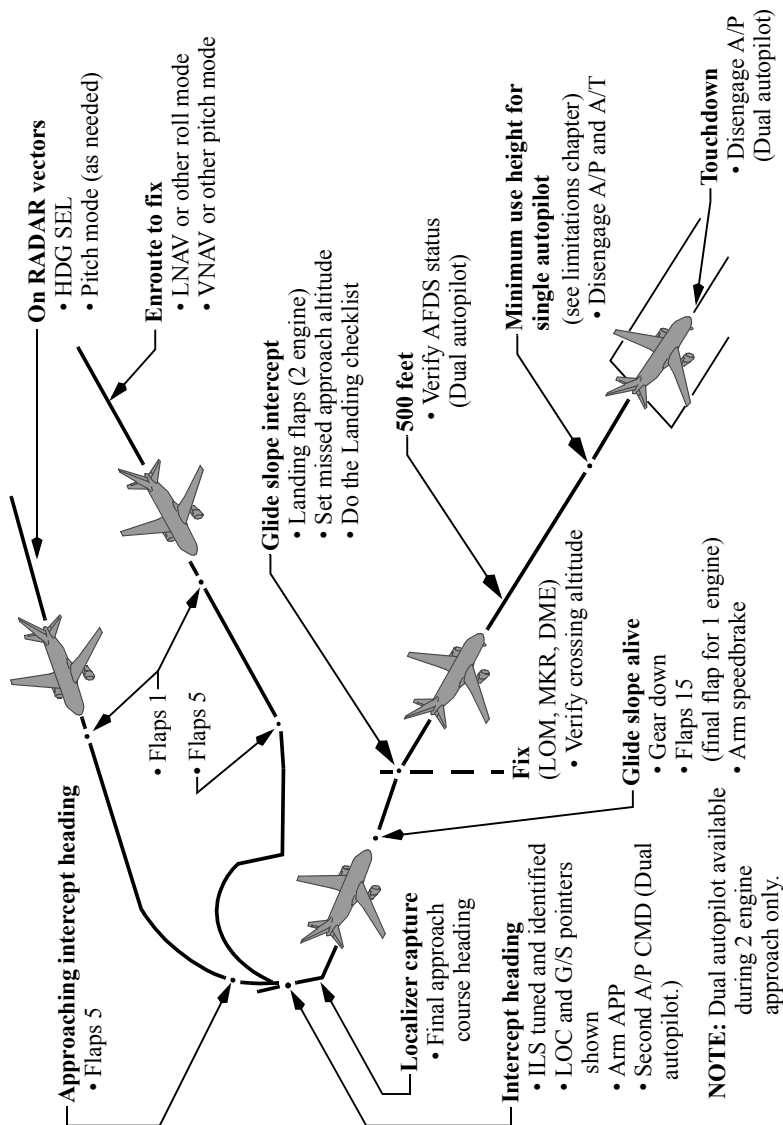 On RADAR vectors
• HDG SEL
• Pitch mode (as needed)
Enroute to fix
• LNAV or other roll mode
• VNAV or other pitch mode
Approaching intercept heading
• Flaps 5
• Flaps 1
• Flaps 5
Localizer capture
• Final approach
course heading
Intercept heading
• ILS tuned and identified
• LOC and G/S pointers
shown
• Arm APP
• Second A/P CMD (Dual
autopilot.)
Glide slope intercept
• Landing flaps (2 engine)
• Set missed approach altitude
• Do the Landing checklist
Fix
(LOM, MKR, DME)
• Verify crossing altitude
Glide slope alive
• Gear down
• Flaps 15
(final flap for 1 engine)
• Arm speedbrake
500 feet
• Verify AFDS status
(Dual autopilot)
Minimum use height for
single autopilot
(see limitations chapter)
• Disengage A/P and A/T
Touchdown
• Disengage A/P
(Dual autopilot)
NOTE: Dual autopilot available
during 2 engine
approach only.